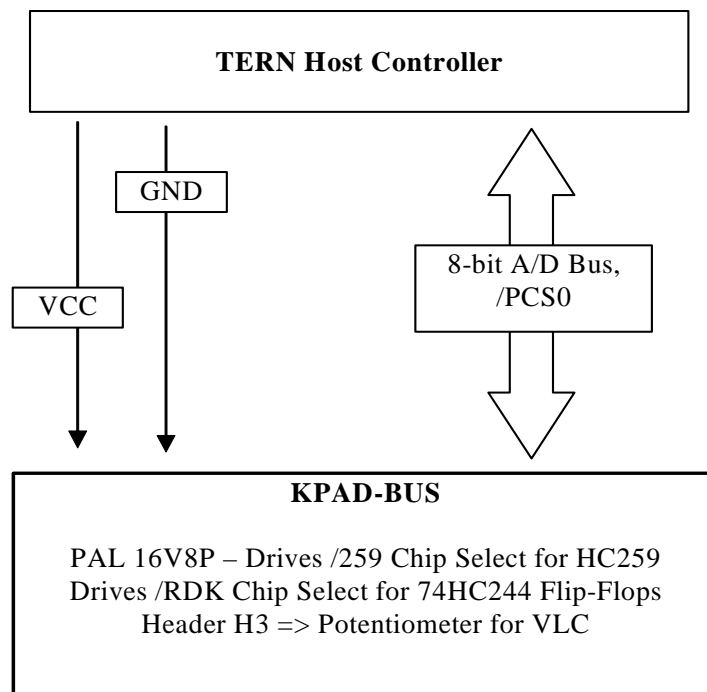 TERN Host Controller
GND
8-bit A/D Bus,
/PCS0
VCC
KPAD-BUS
PAL 16V8P – Drives /259 Chip Select for HC259
Drives /RDK Chip Select for 74HC244 Flip-Flops
Header H3 => Potentiometer for VLC